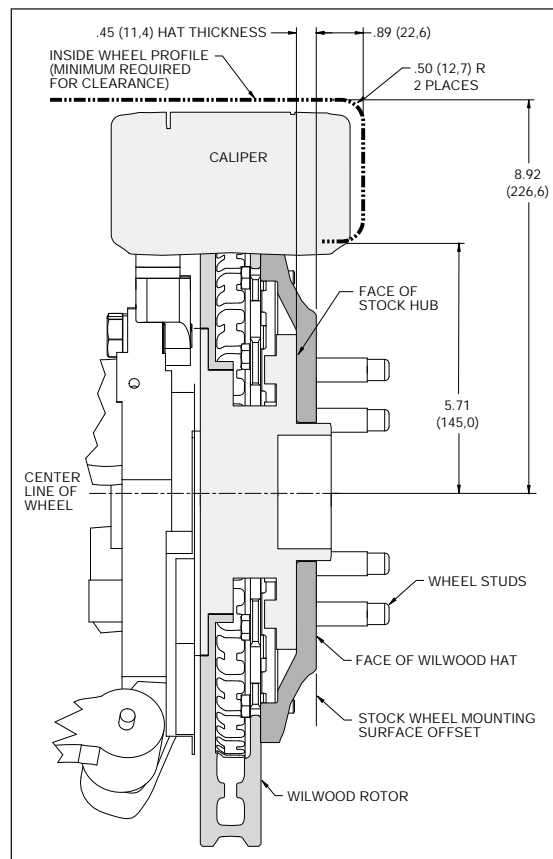 .45 (11,4) HAT THICKNESS
.89 (22,6)
INSIDE WHEEL PROFILE
(MINIMUM REQUIRED
FOR CLEARANCE)
.50 (12,7) R
2 PLACES
CALIPER
8.92
(226,6)
FACE OF
STOCK HUB
5.71
(145,0)
CENTER
LINE OF
WHEEL
WHEEL STUDS
FACE OF WILWOOD HAT
STOCK WHEEL MOUNTING
SURFACE OFFSET
WILWOOD ROTOR